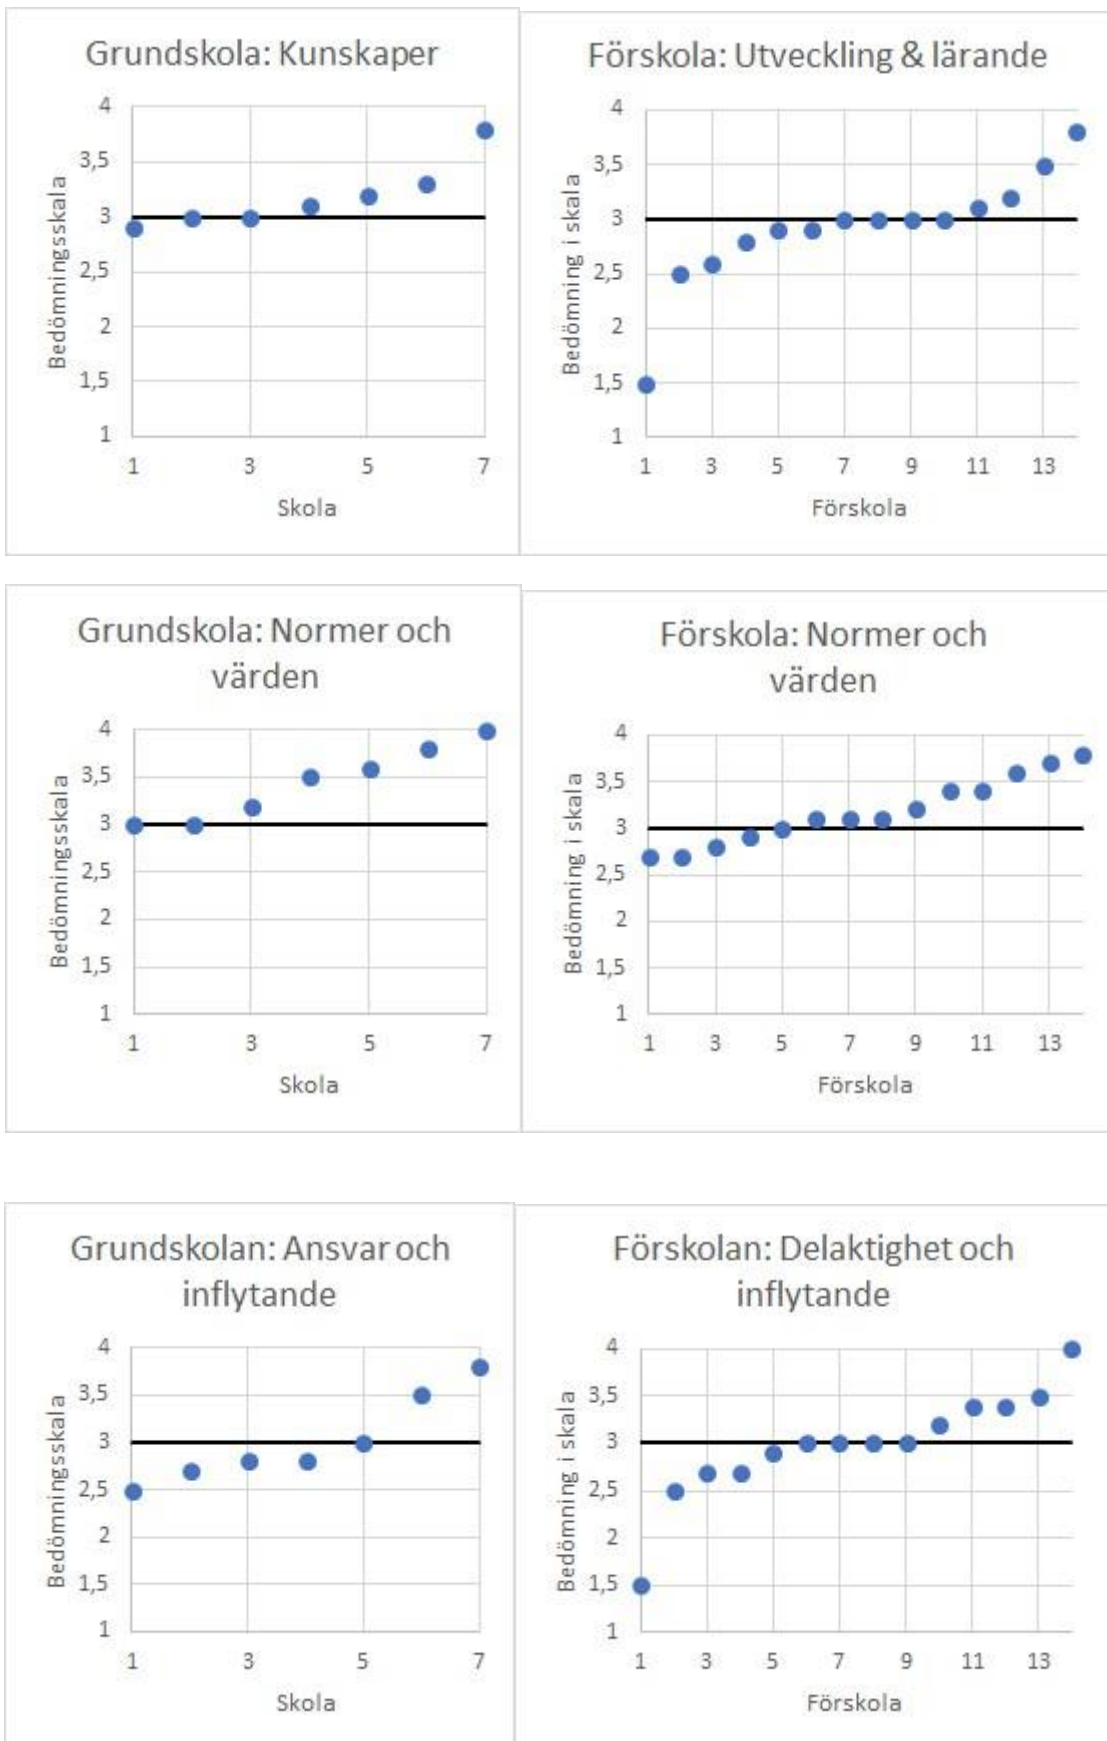 Grundskola: Kunskaper
Bedömningsskala
4
3,5
3
2,5
2
1,5
1
1 3 5 7
Skola
Förskola: Utveckling & lärande
Bedömning i skala
4
3,5
3
2,5
2
1,5
1
1 3 5 7 9 11 13
Förskola
Grundskola: Normer och
värden
Bedömningsskala
4
3,5
3
2,5
2
1,5
1
1 3 5 7
Skola
Förskola: Normer och
värden
Bedömning i skala
4
3,5
3
2,5
2
1,5
1
1 3 5 7 9 11 13
Förskola
Grundskolan: Ansvar och
inflytande
Bedömningsskala
4
3,5
3
2,5
2
1,5
1
1 3 5 7
Skola
Förskolan: Delaktighet och
inflytande
Bedömning i skala
4
3,5
3
2,5
2
1,5
1
1 3 5 7 9 11 13
Förskola